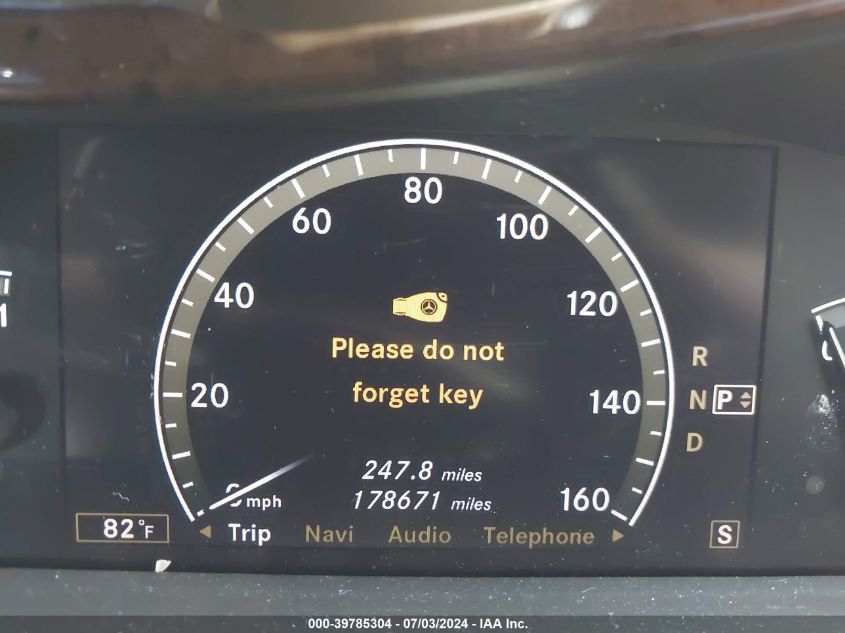 80
60
100
40
120
Please do not
R
forget key
20
140
N P
D
247.8 miles
178671 miles
mph
160
82°F
Trip Navi Audio Telephone
S
000-39785304 - 07/03/2024 - IAA Inc.